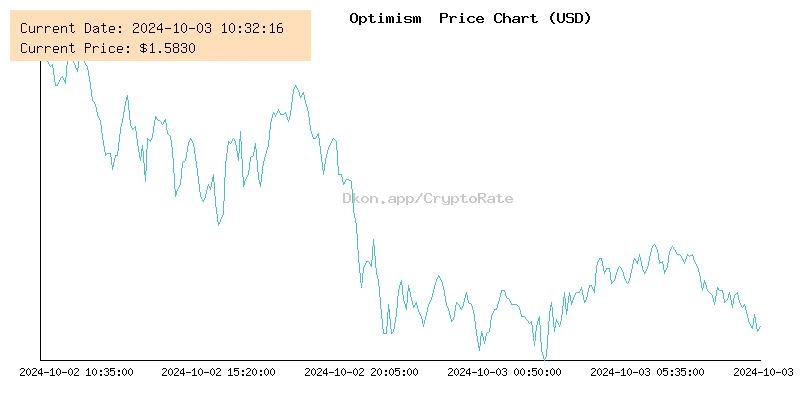 Optimism Price Chart (USD)
Current Date: 2024-10-03 10:32:16
Current Price: $1.5830
Dkon.app/CryptoRate
2024-10-02 10:35:00 2024-10-02 15:20:00 2024-10-02 20:05:00 2024-10-03 00:50:00 2024-10-03 05:35:00 2024-10-03